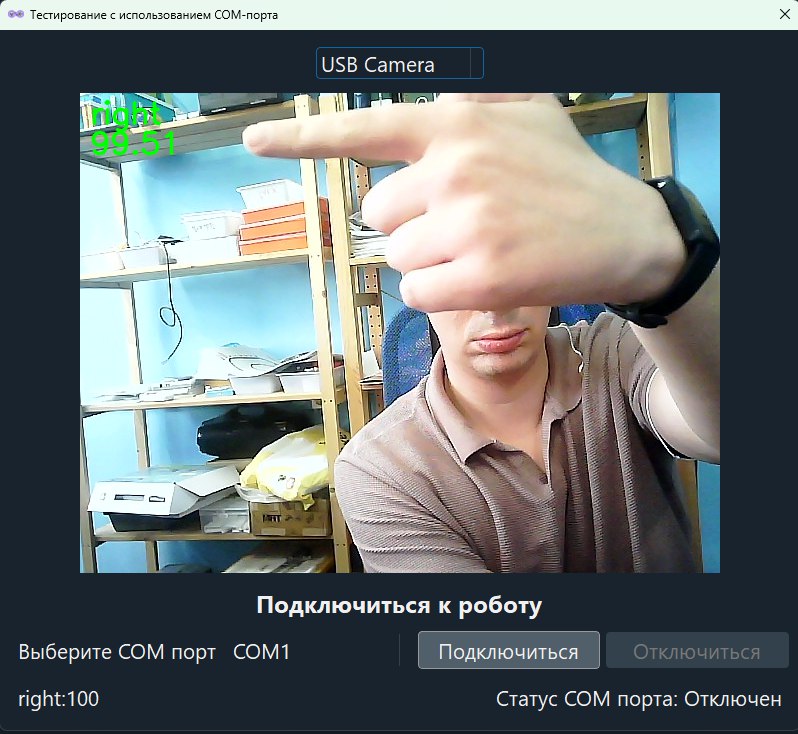 Тестирование с использованием COM-порта
USB Camera
right
99.51
Подключиться к роботу
Выберите COM порт COM1 Подключиться Отключиться
right:100 Статус COM порта: Отключен